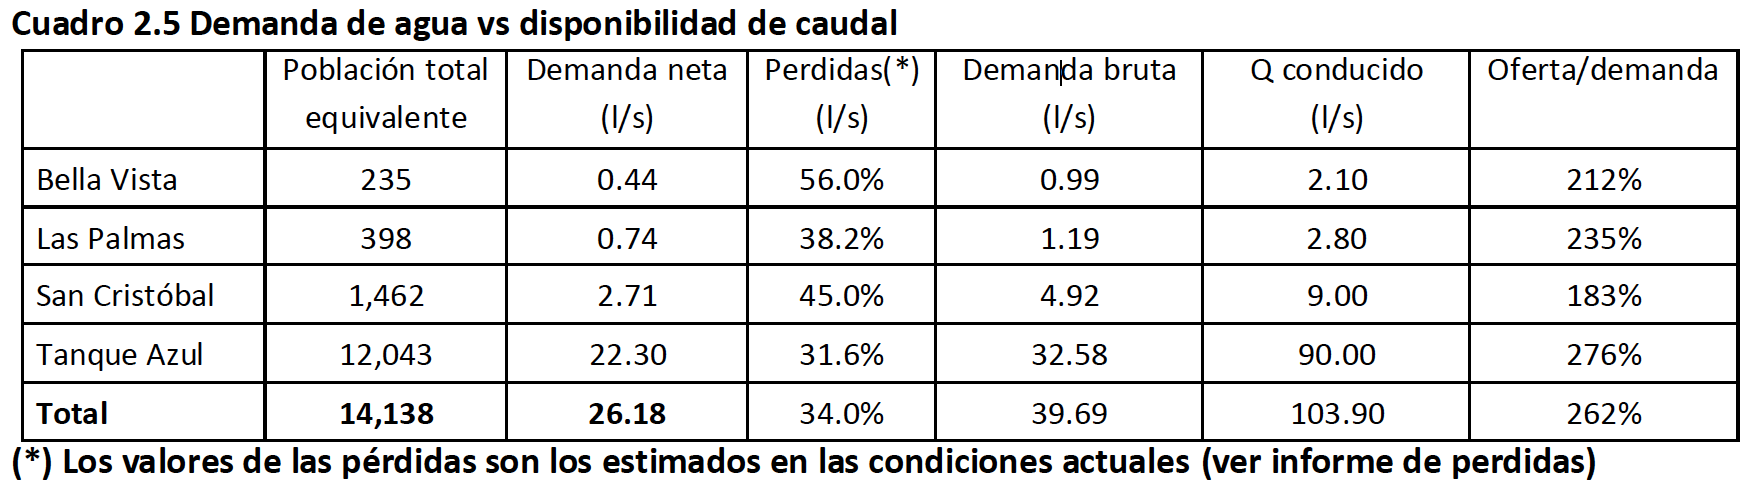 Cuadro 2.5 Demanda de agua vs disponibilidad de caudal
Población total equivalente Demanda neta (l/s) Perdidas(*) (l/s) Demanda bruta (l/s) Q conducido (l/s) Oferta/demanda
Bella Vista 235 0.44 56.0% 0.99 2.10 212%
Las Palmas 398 0.74 38.2% 1.19 2.80 235%
San Cristóbal 1,462 2.71 45.0% 4.92 9.00 183%
Tanque Azul 12,043 22.30 31.6% 32.58 90.00 276%
Total 14,138 26.18 34.0% 39.69 103.90 262%
(*) Los valores de las pérdidas son los estimados en las condiciones actuales (ver informe de perdidas)